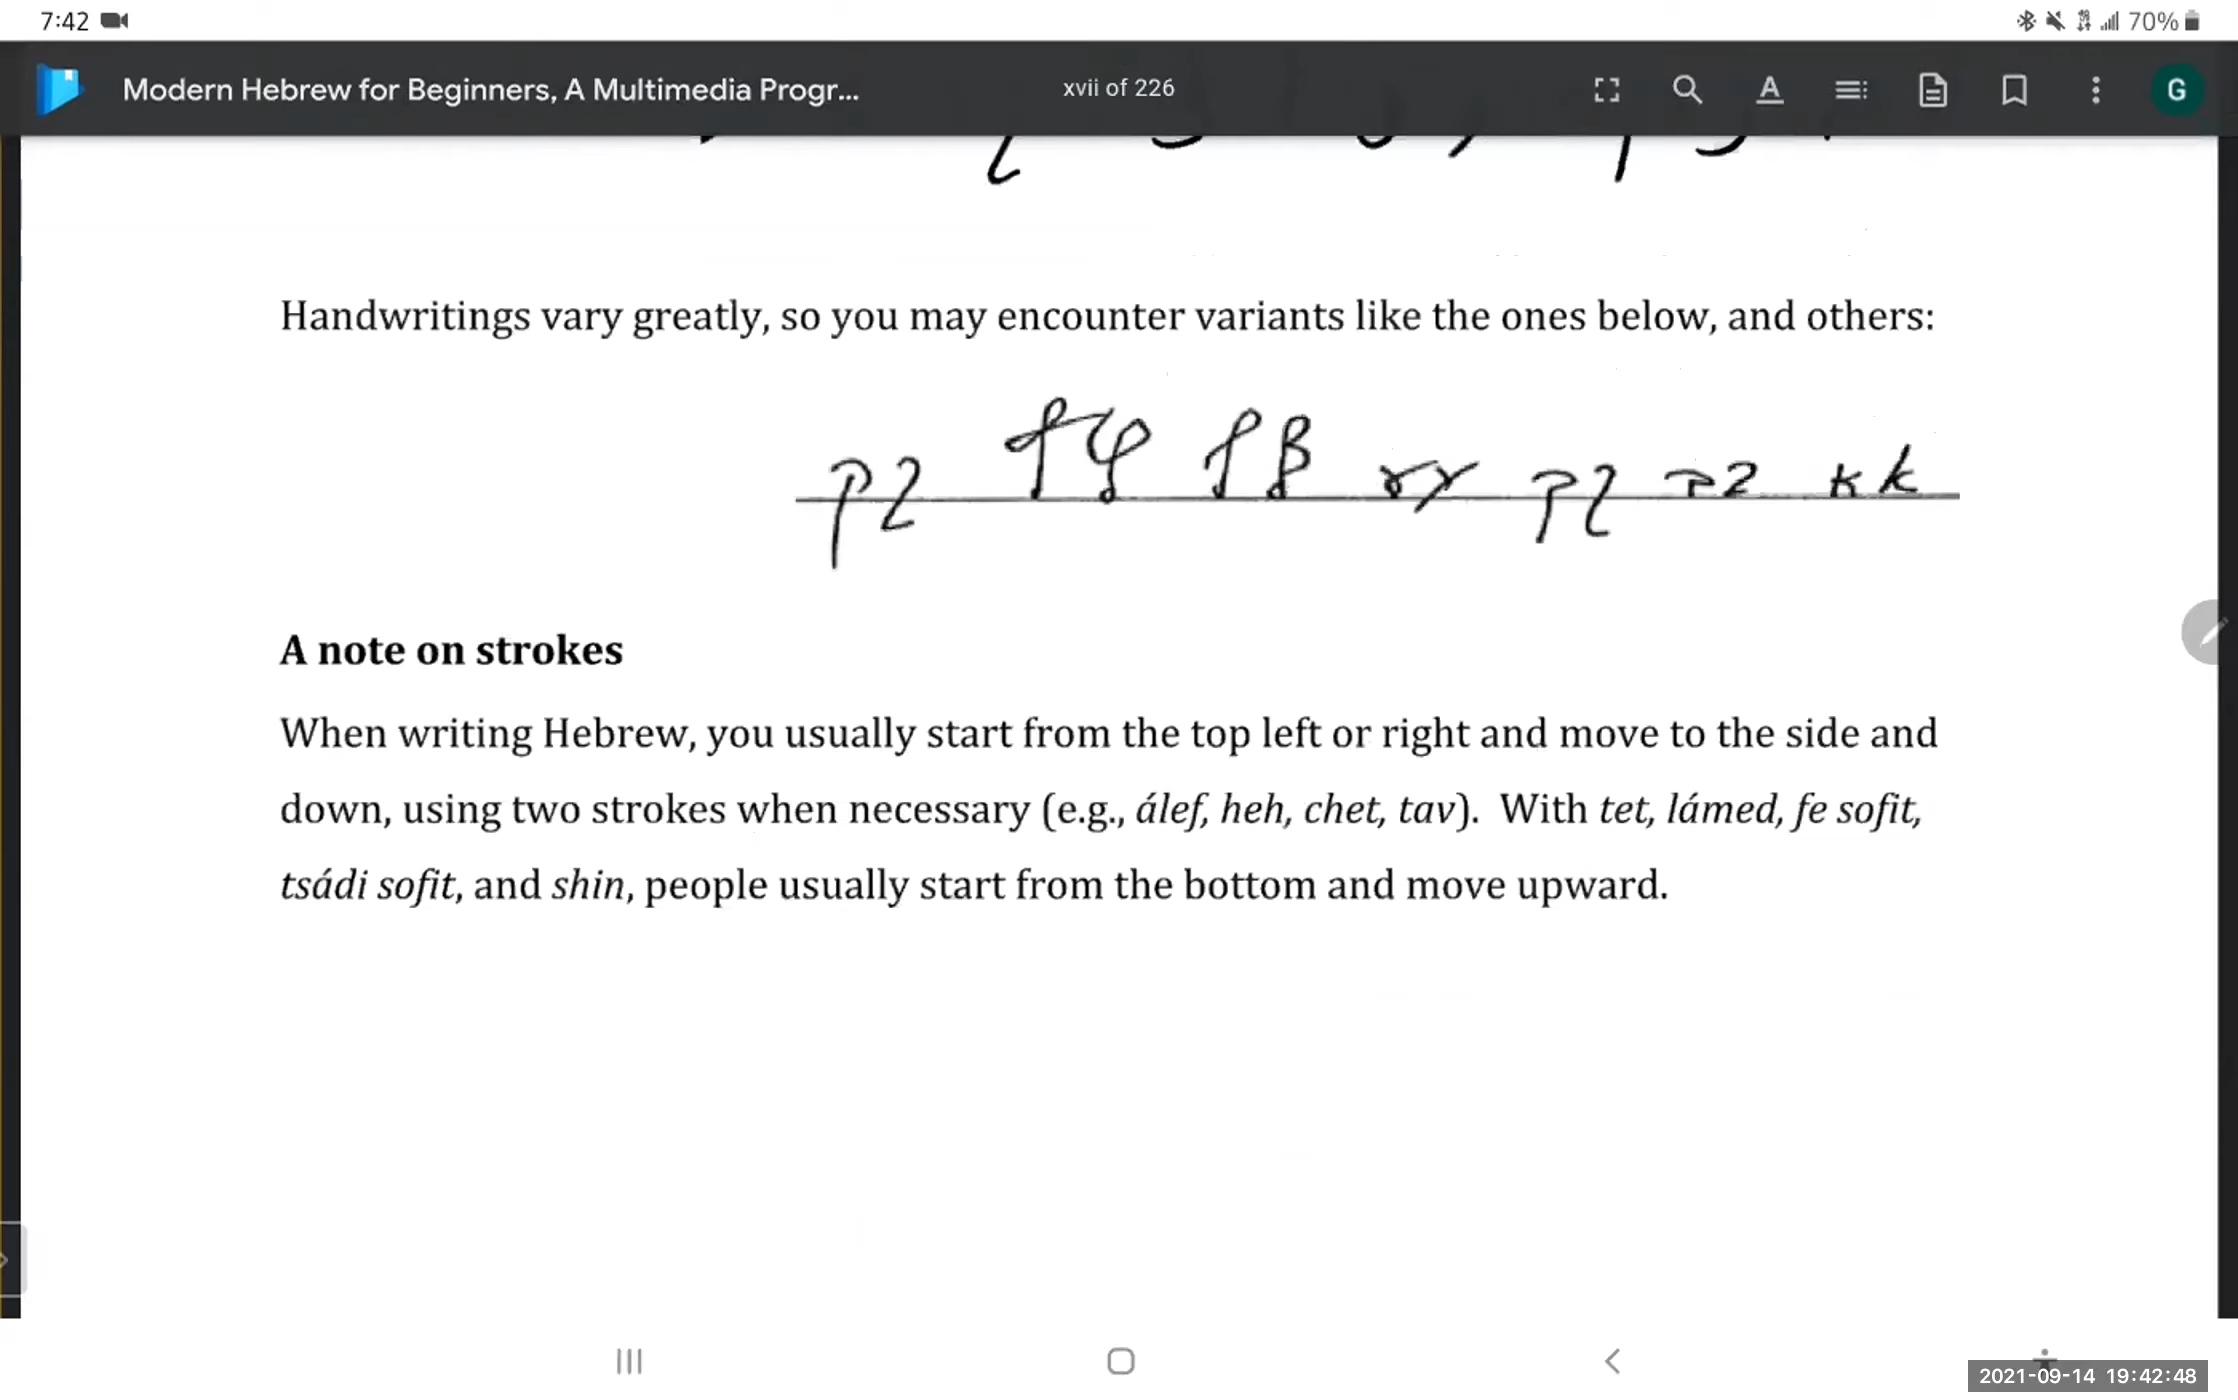 7:42
70%
Modern Hebrew for Beginners, A Multimedia Progr...
xvii of 226
G
Handwritings vary greatly, so you may encounter variants like the ones below, and others:
A note on strokes
When writing Hebrew, you usually start from the top left or right and move to the side and
down, using two strokes when necessary (e.g., álef, heh, chet, tav). With tet, lámed, fe sofit,
tsádi sofit, and shin, people usually start from the bottom and move upward.
2021-09-14 19:42:48